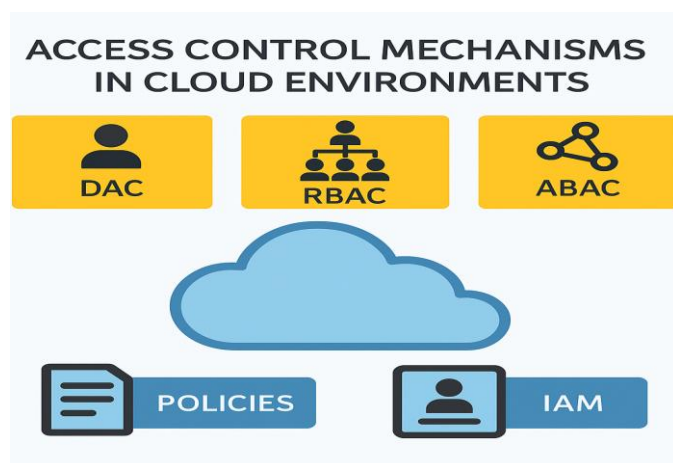 ACCESS CONTROL MECHANISMS
IN CLOUD ENVIRONMENTS
DAC
RBAC
ABAC
POLICIES
IAM